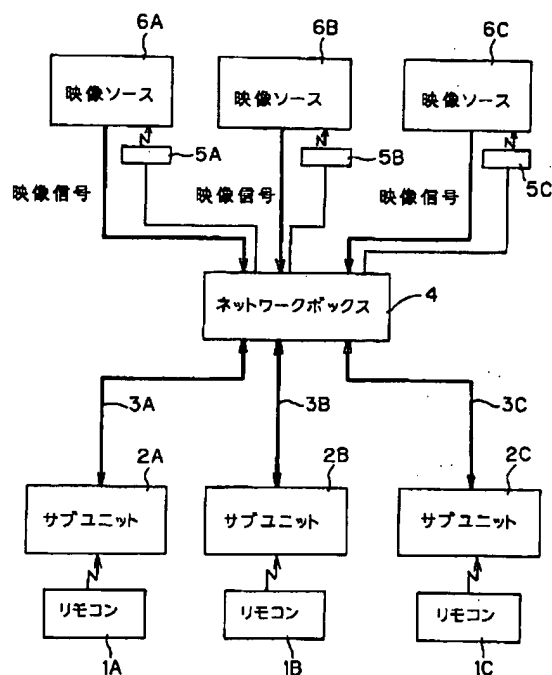 6A
6B
6C
映像ソース
映像ソース
映像ソース
5A
5B
5C
映像信号
映像信号
映像信号
ネットワークボックス
4
3A
3B
3C
2A
2B
2C
サブユニット
サブユニット
サブユニット
リモコン
リモコン
リモコン
1A
1B
1C